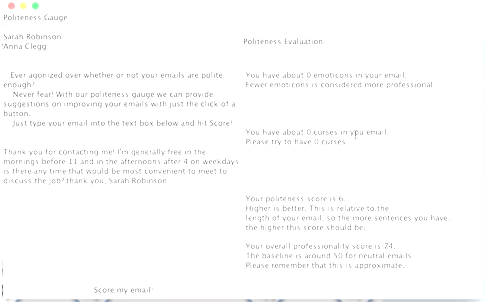 Politeness Gauge
Sarah Robinson
Anna Clegg
Ever agonized over whether or not your emails are polite
enough?
Never fear! With our politeness gauge we can provide
suggestions on improving your emails with just the click of a
button.
Just type your email into the text box below and hit Score!
Thank you for contacting me! I'm generally free in the
mornings before 11 and in the afternoons after 4 on weekdays
is there any time that would be most convenient to meet to
discuss the job? thank you, Sarah Robinson
Score my email!
Politeness Evaluation
You have about 0 emoticons in your email
Fewer emoticons is considered more professional
You have about 0 curses in you email.
Please try to have 0 curses
Your politeness score is 6.
Higher is better. This is relative to the
length of your email, so the more sentences you have,
the higher this score should be.
Your overall professionality score is 74.
The baseline is around 50 for neutral emails
Please remember that this is approximate.